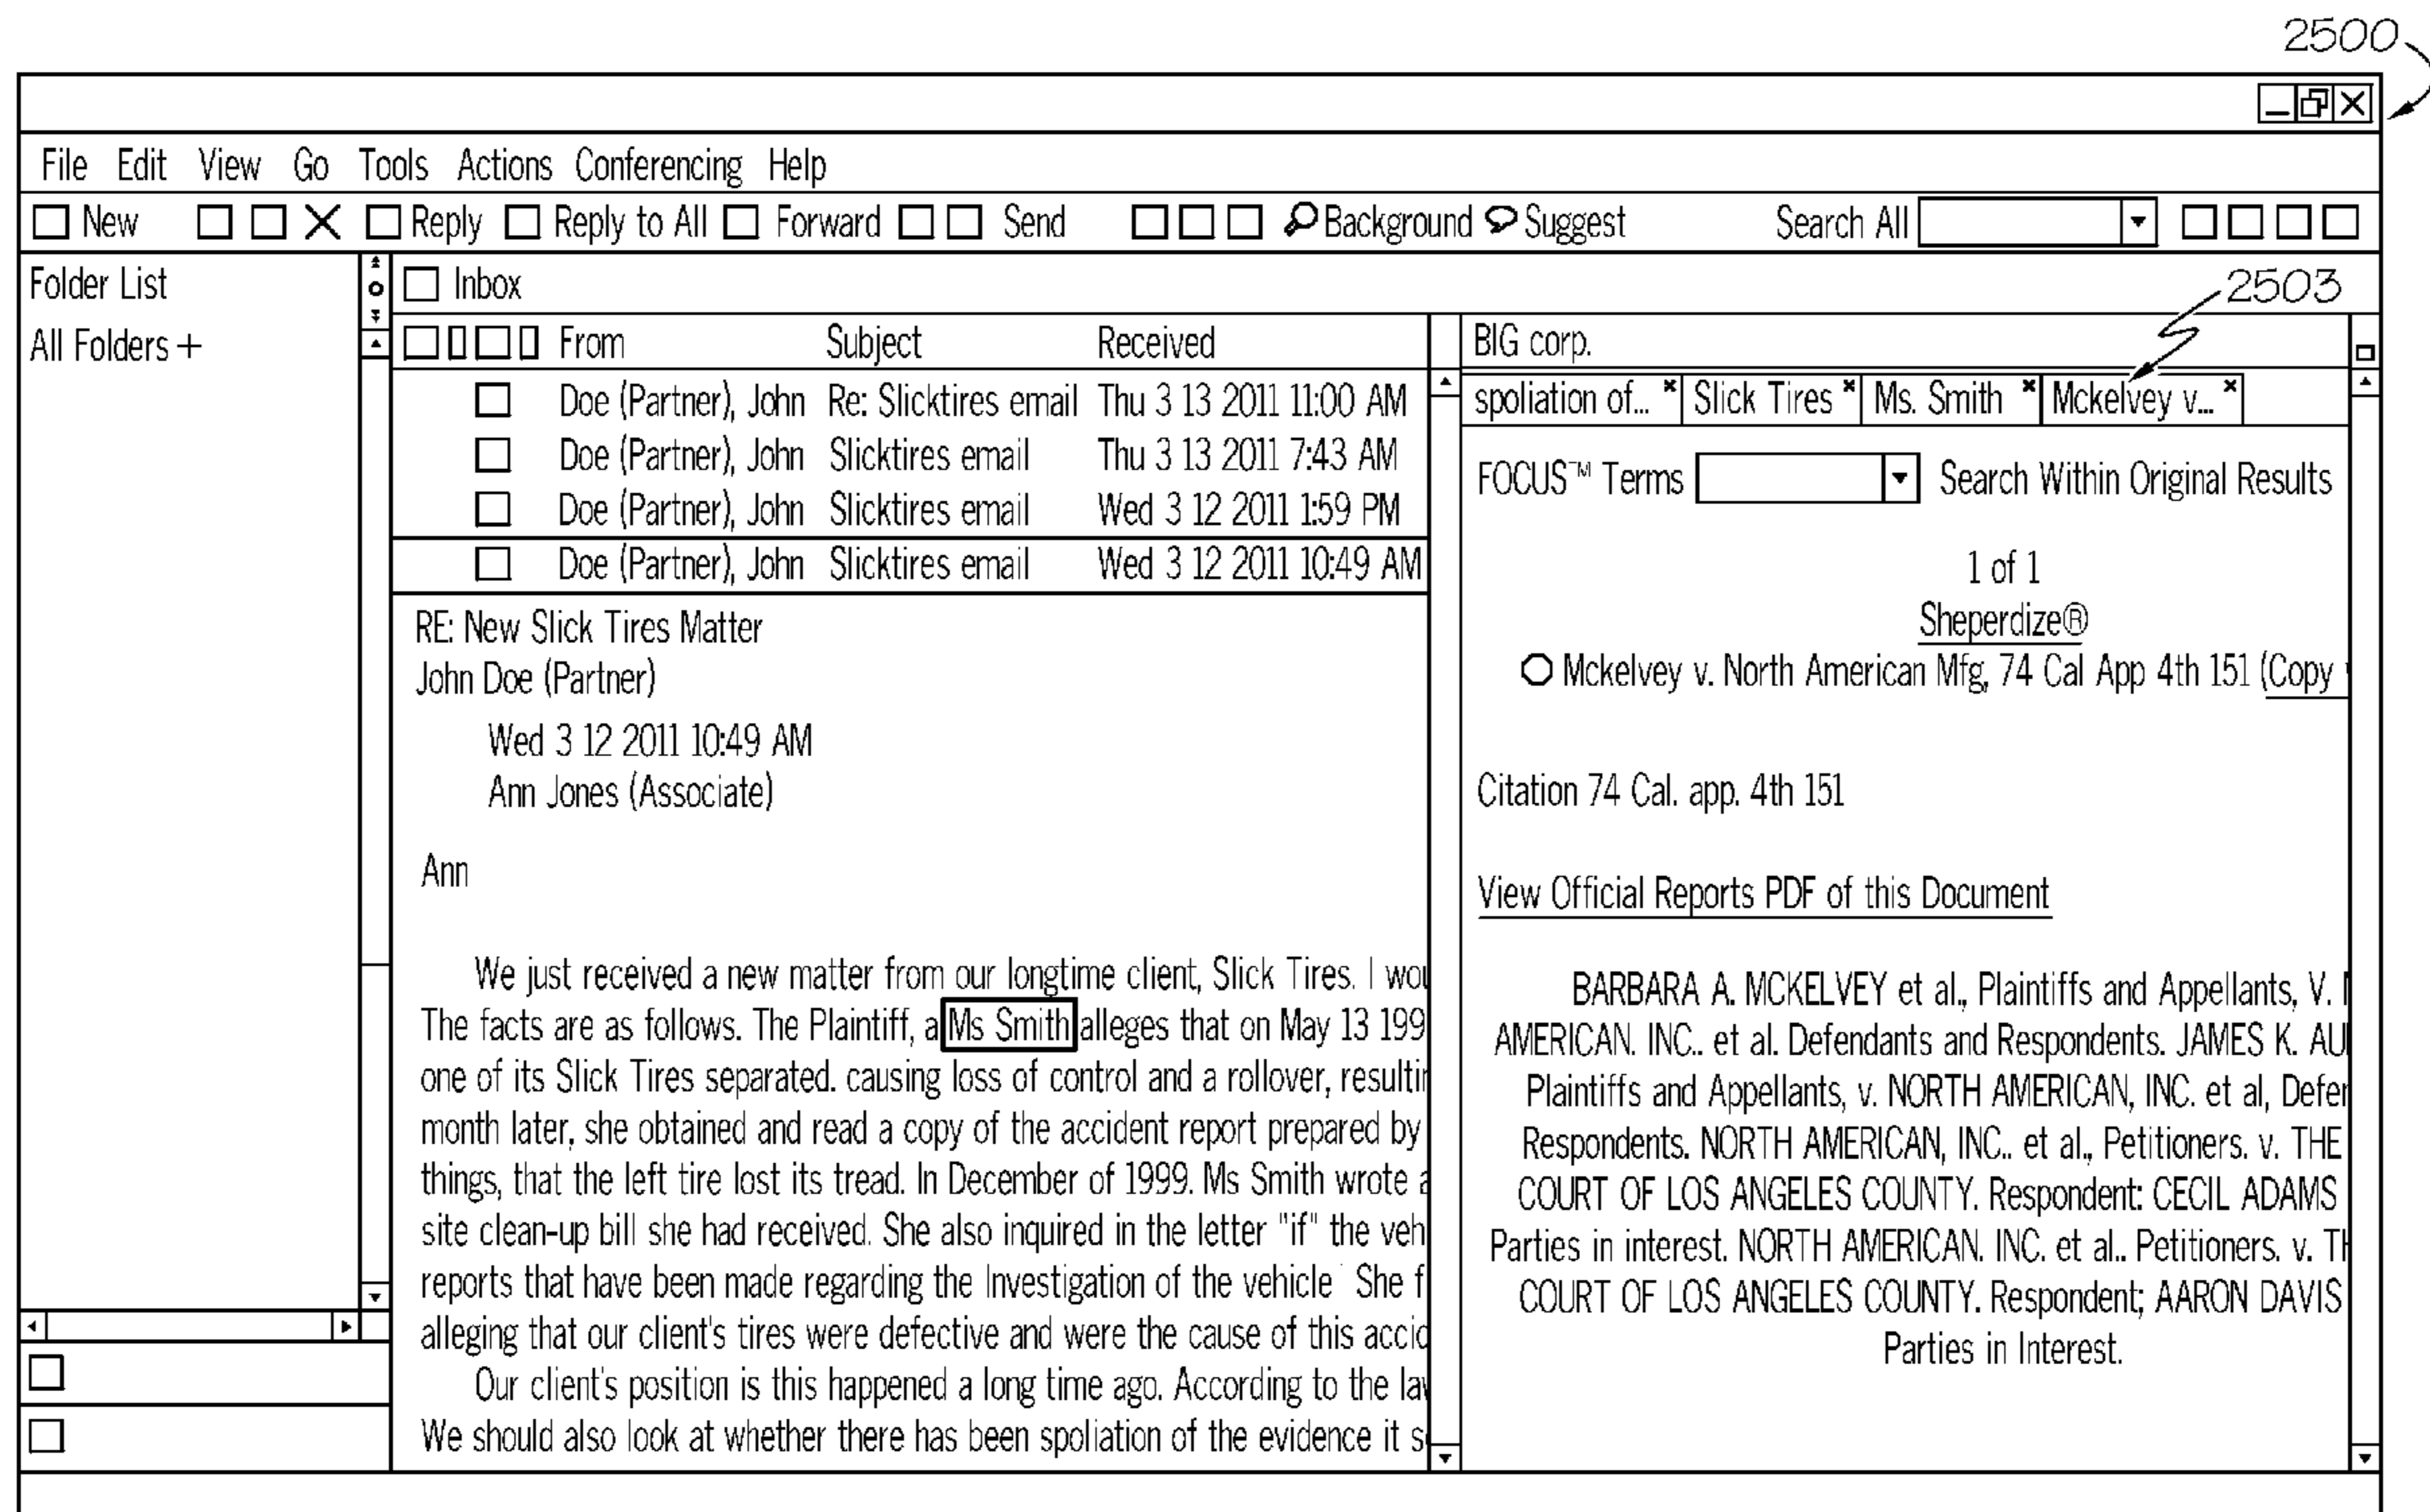 2500
File Edit View Go Tools Actions Conferencing Help
New Reply Reply to All Forward Send Background Suggest Search All
Folder List
All Folders +
Inbox
2503
From Subject Received
Doe (Partner), John Re: Slicktires email Thu 3 13 2011 11:00 AM
Doe (Partner), John Slicktires email Thu 3 13 2011 7:43 AM
Doe (Partner), John Slicktires email Wed 3 12 2011 1:59 PM
Doe (Partner), John Slicktires email Wed 3 12 2011 10:49 AM
RE: New Slick Tires Matter
John Doe (Partner)
Wed 3 12 2011 10:49 AM
Ann Jones (Associate)
Ann
We just received a new matter from our longtime client, Slick Tires. I wou
The facts are as follows. The Plaintiff, a Ms Smith alleges that on May 13 199
one of its Slick Tires separated. causing loss of control and a rollover, resultin
month later, she obtained and read a copy of the accident report prepared by
things, that the left tire lost its tread. In December of 1999. Ms Smith wrote a
site clean-up bill she had received. She also inquired in the letter "if" the veh
reports that have been made regarding the Investigation of the vehicle She f
alleging that our client's tires were defective and were the cause of this accid
Our client's position is this happened a long time ago. According to the law
We should also look at whether there has been spoliation of the evidence it s
BIG corp.
spoliation of... Slick Tires Ms. Smith Mckelvey v...
FOCUS™ Terms Search Within Original Results
1 of 1
Sheperdize®
Mckelvey v. North American Mfg, 74 Cal App 4th 151 (Copy
Citation 74 Cal. app. 4th 151
View Official Reports PDF of this Document
BARBARA A. MCKELVEY et al., Plaintiffs and Appellants, V.
AMERICAN. INC.. et al. Defendants and Respondents. JAMES K. AU
Plaintiffs and Appellants, v. NORTH AMERICAN, INC. et al, Defen
Respondents. NORTH AMERICAN, INC.. et al., Petitioners. v. THE
COURT OF LOS ANGELES COUNTY. Respondent: CECIL ADAMS
Parties in interest. NORTH AMERICAN. INC. et al.. Petitioners. v. TH
COURT OF LOS ANGELES COUNTY. Respondent; AARON DAVIS
Parties in Interest.